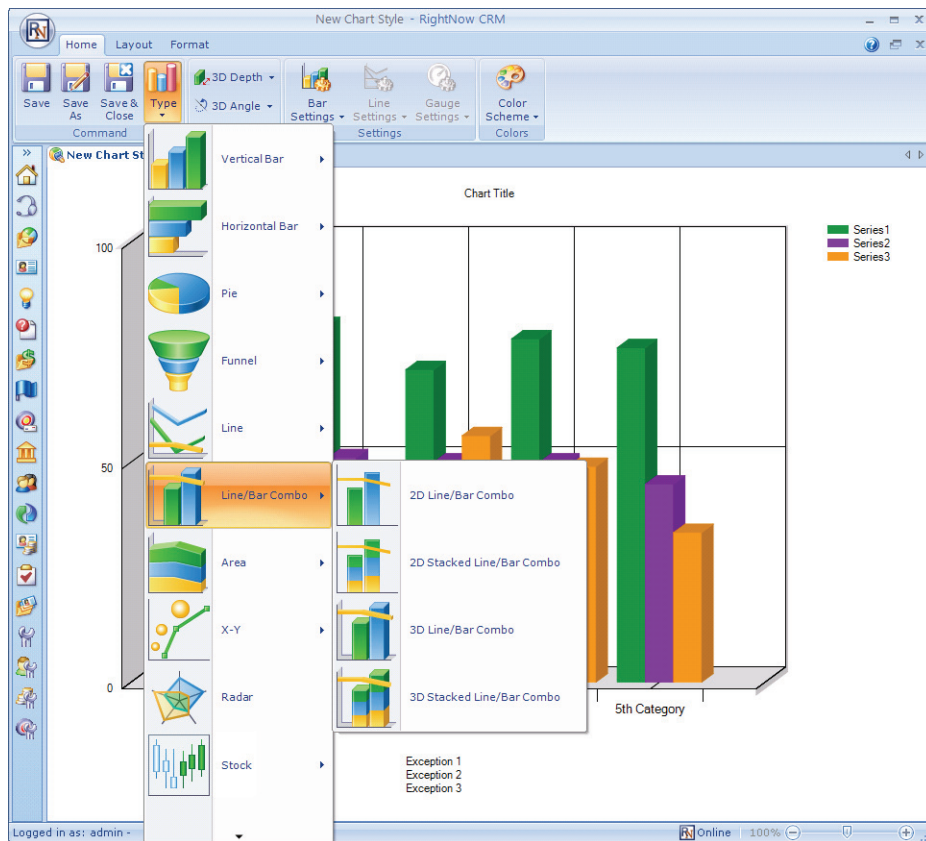 New Chart Style - RightNow CRM
Home Layout Format
Save
Save As
Save & Close
Type
3D Depth
3D Angle
Bar Settings
Line Settings
Gauge Settings
Color Scheme
Command
Settings
Colors
New Chart St
Vertical Bar
Horizontal Bar
Pie
Funnel
Line
Line/Bar Combo
Area
X-Y
Radar
Stock
2D Line/Bar Combo
2D Stacked Line/Bar Combo
3D Line/Bar Combo
3D Stacked Line/Bar Combo
Chart Title
Series1
Series2
Series3
100
50
0
5th Category
Exception 1
Exception 2
Exception 3
Logged in as: admin -
RN Online 100%